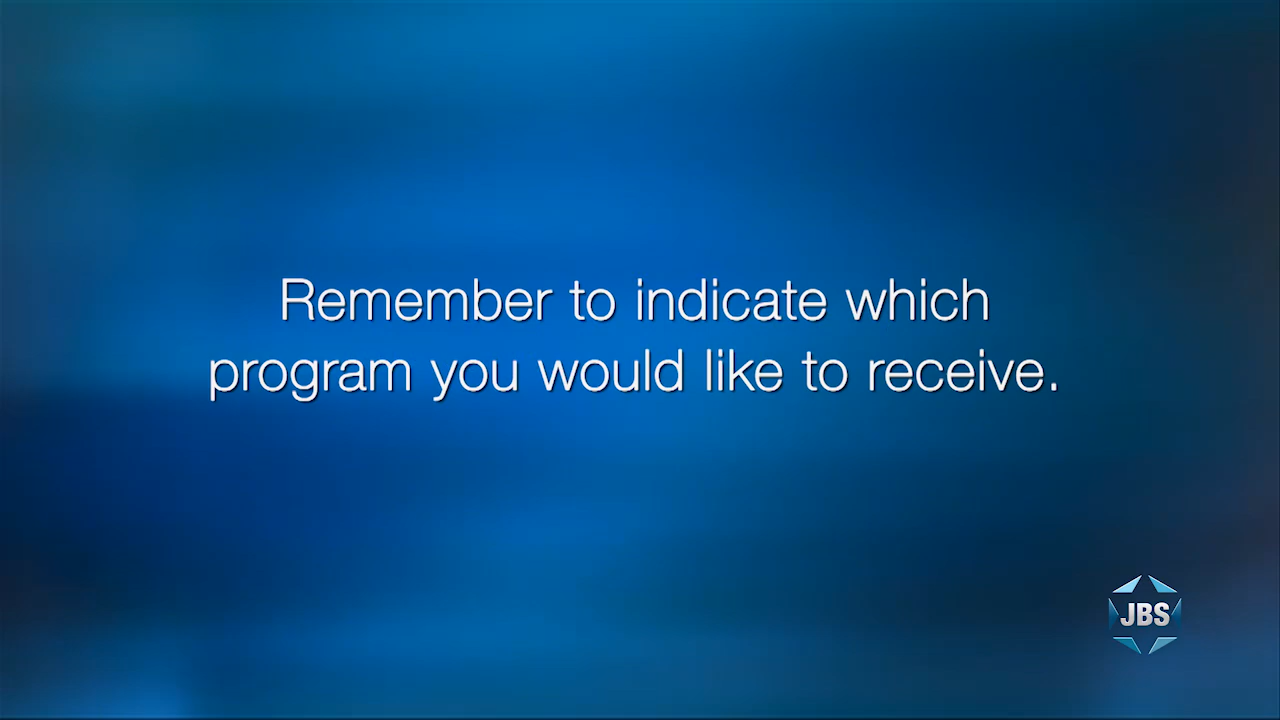 Remember to indicate which
program you would like to receive.
JBS